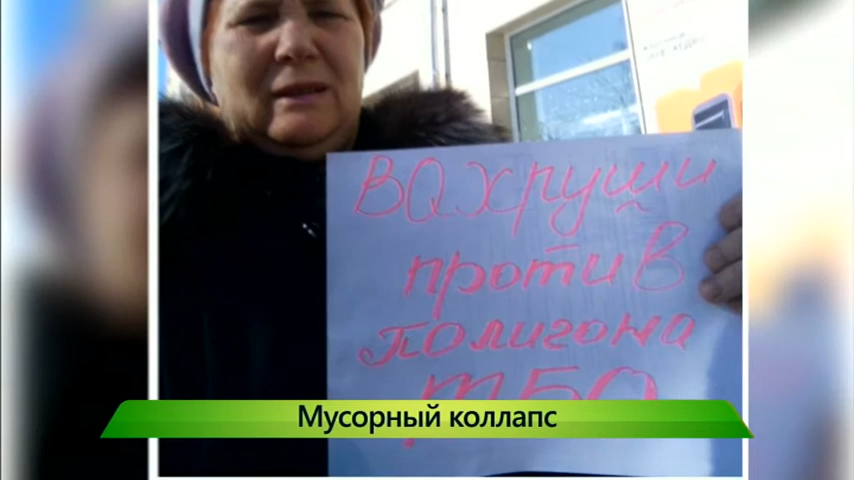 ВАХРУШИ
против
полигона
ТБО
Мусорный коллапс